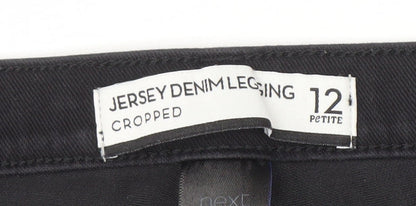 JERSEY DENIM LEGGING
CROPPED
12
PETITE
next